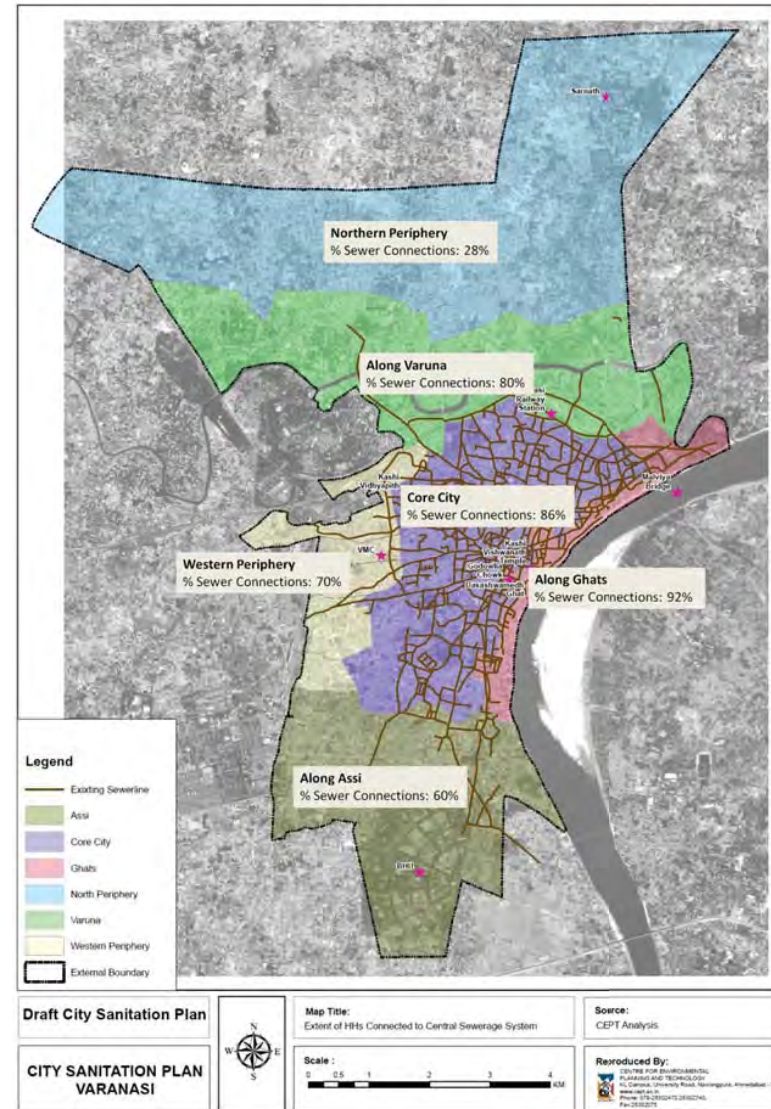 Sarnath
Northern Periphery
% Sewer Connections: 28%
Along Varuna
% Sewer Connections: 80%
Railway
Station
Kashi
Vidhyapith
Malviya
Bridge
Core City
% Sewer Connections: 86%
VMC
Kashi
Vishwanath
Temple
Godowlia
Chowk
Dasashwamedh
Ghat
Western Periphery
% Sewer Connections: 70%
Along Ghats
% Sewer Connections: 92%
Along Assi
% Sewer Connections: 60%
BHU
Legend
Existing Sewerline
Assi
Core City
Ghats
North Periphery
Varuna
Western Periphery
External Boundary
Draft City Sanitation Plan
CITY SANITATION PLAN
VARANASI
N
W E
S
Map Title:
Extent of HHs Connected to Central Sewerage System
Scale :
0 0.5 1 2 3 4
KM
Source:
CEPT Analysis
Reproduced By:
CENTRE FOR ENVIRONMENTAL
PLANNING AND TECHNOLOGY
University Road, Navrangpura, Ahmedabad